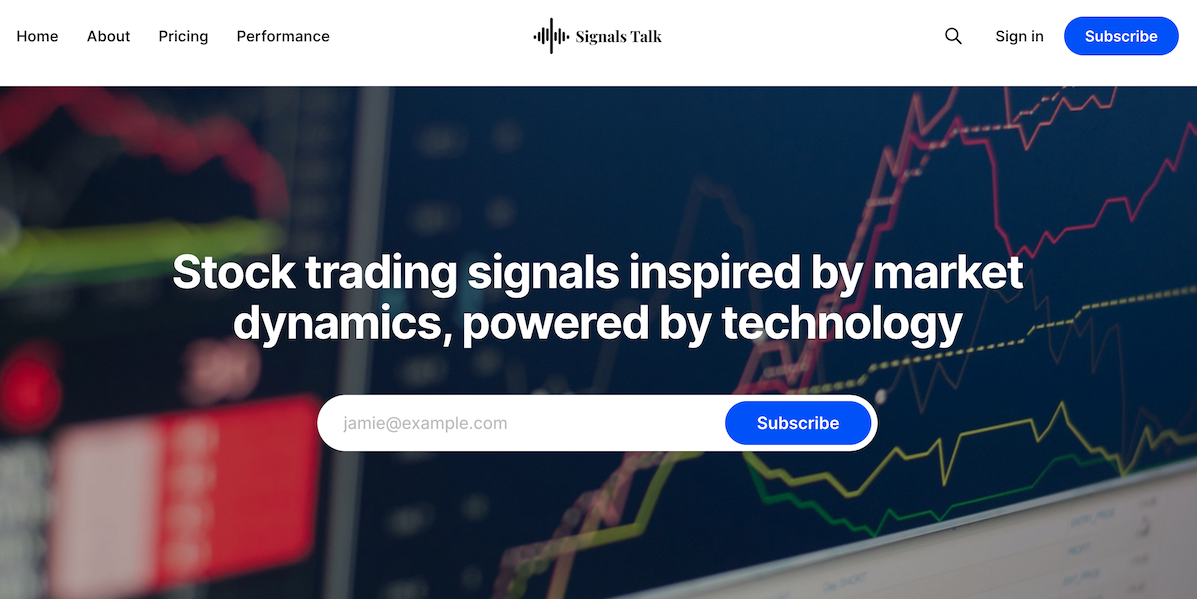 Home
About
Pricing
Performance
Signals Talk
Sign in
Subscribe
Stock trading signals inspired by market
dynamics, powered by technology
jamie@example.com
Subscribe